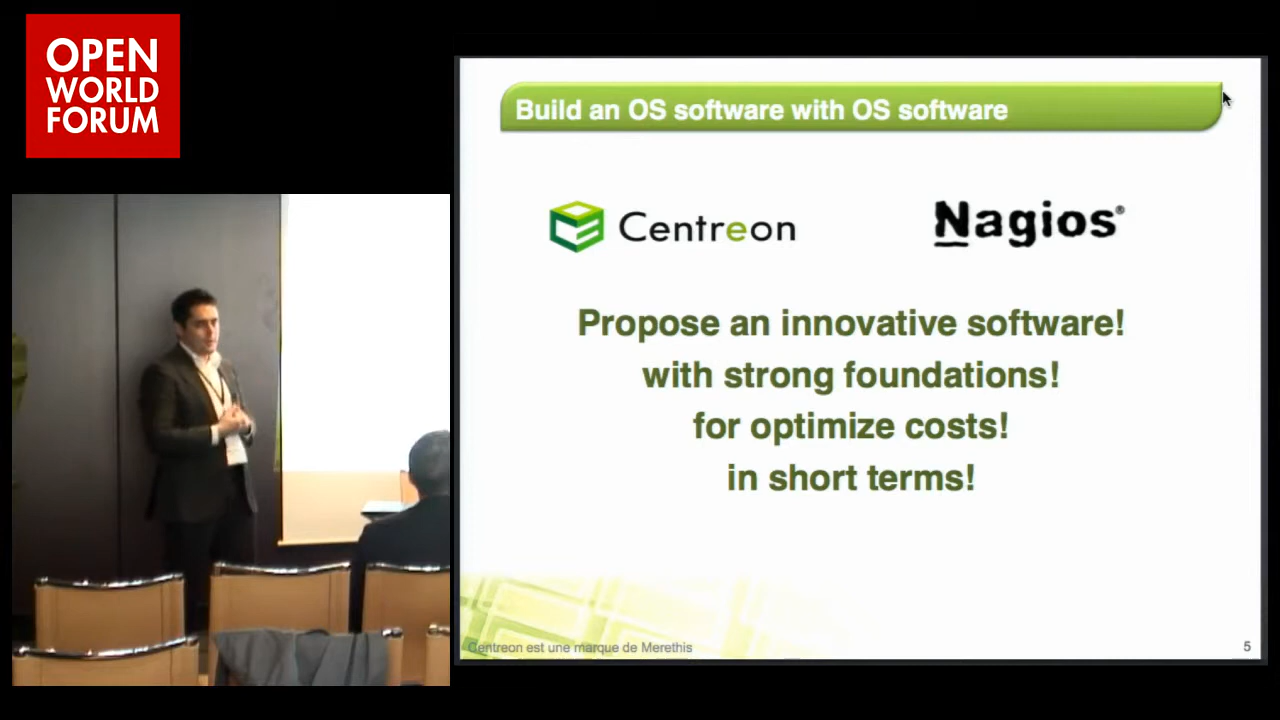 OPEN
WORLD
FORUM
Build an OS software with OS software
Centreon
Nagios®
Propose an innovative software!
with strong foundations!
for optimize costs!
in short terms!
Centreon est une marque de Merethis
5